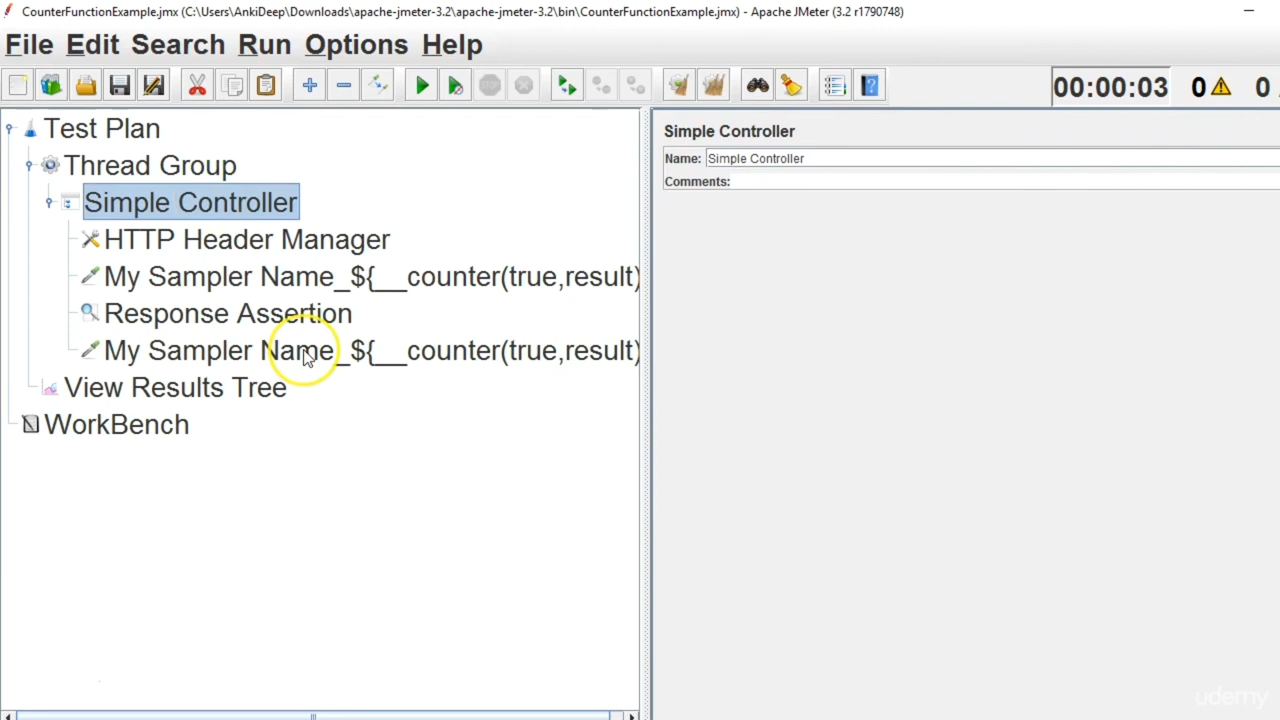 CounterFunctionExample.jmx (C:\Users\AnkiDeep\Downloads\apache-jmeter-3.2\apache-jmeter-3.2\bin\CounterFunctionExample.jmx) - Apache JMeter (3.2 r1790748)
File Edit Search Run Options Help
00:00:03 0 0
Test Plan
Thread Group
Simple Controller
HTTP Header Manager
My Sampler Name_${__counter(true,result)
Response Assertion
My Sampler Name_${__counter(true,result)
View Results Tree
WorkBench
Simple Controller
Name: Simple Controller
Comments:
udemy